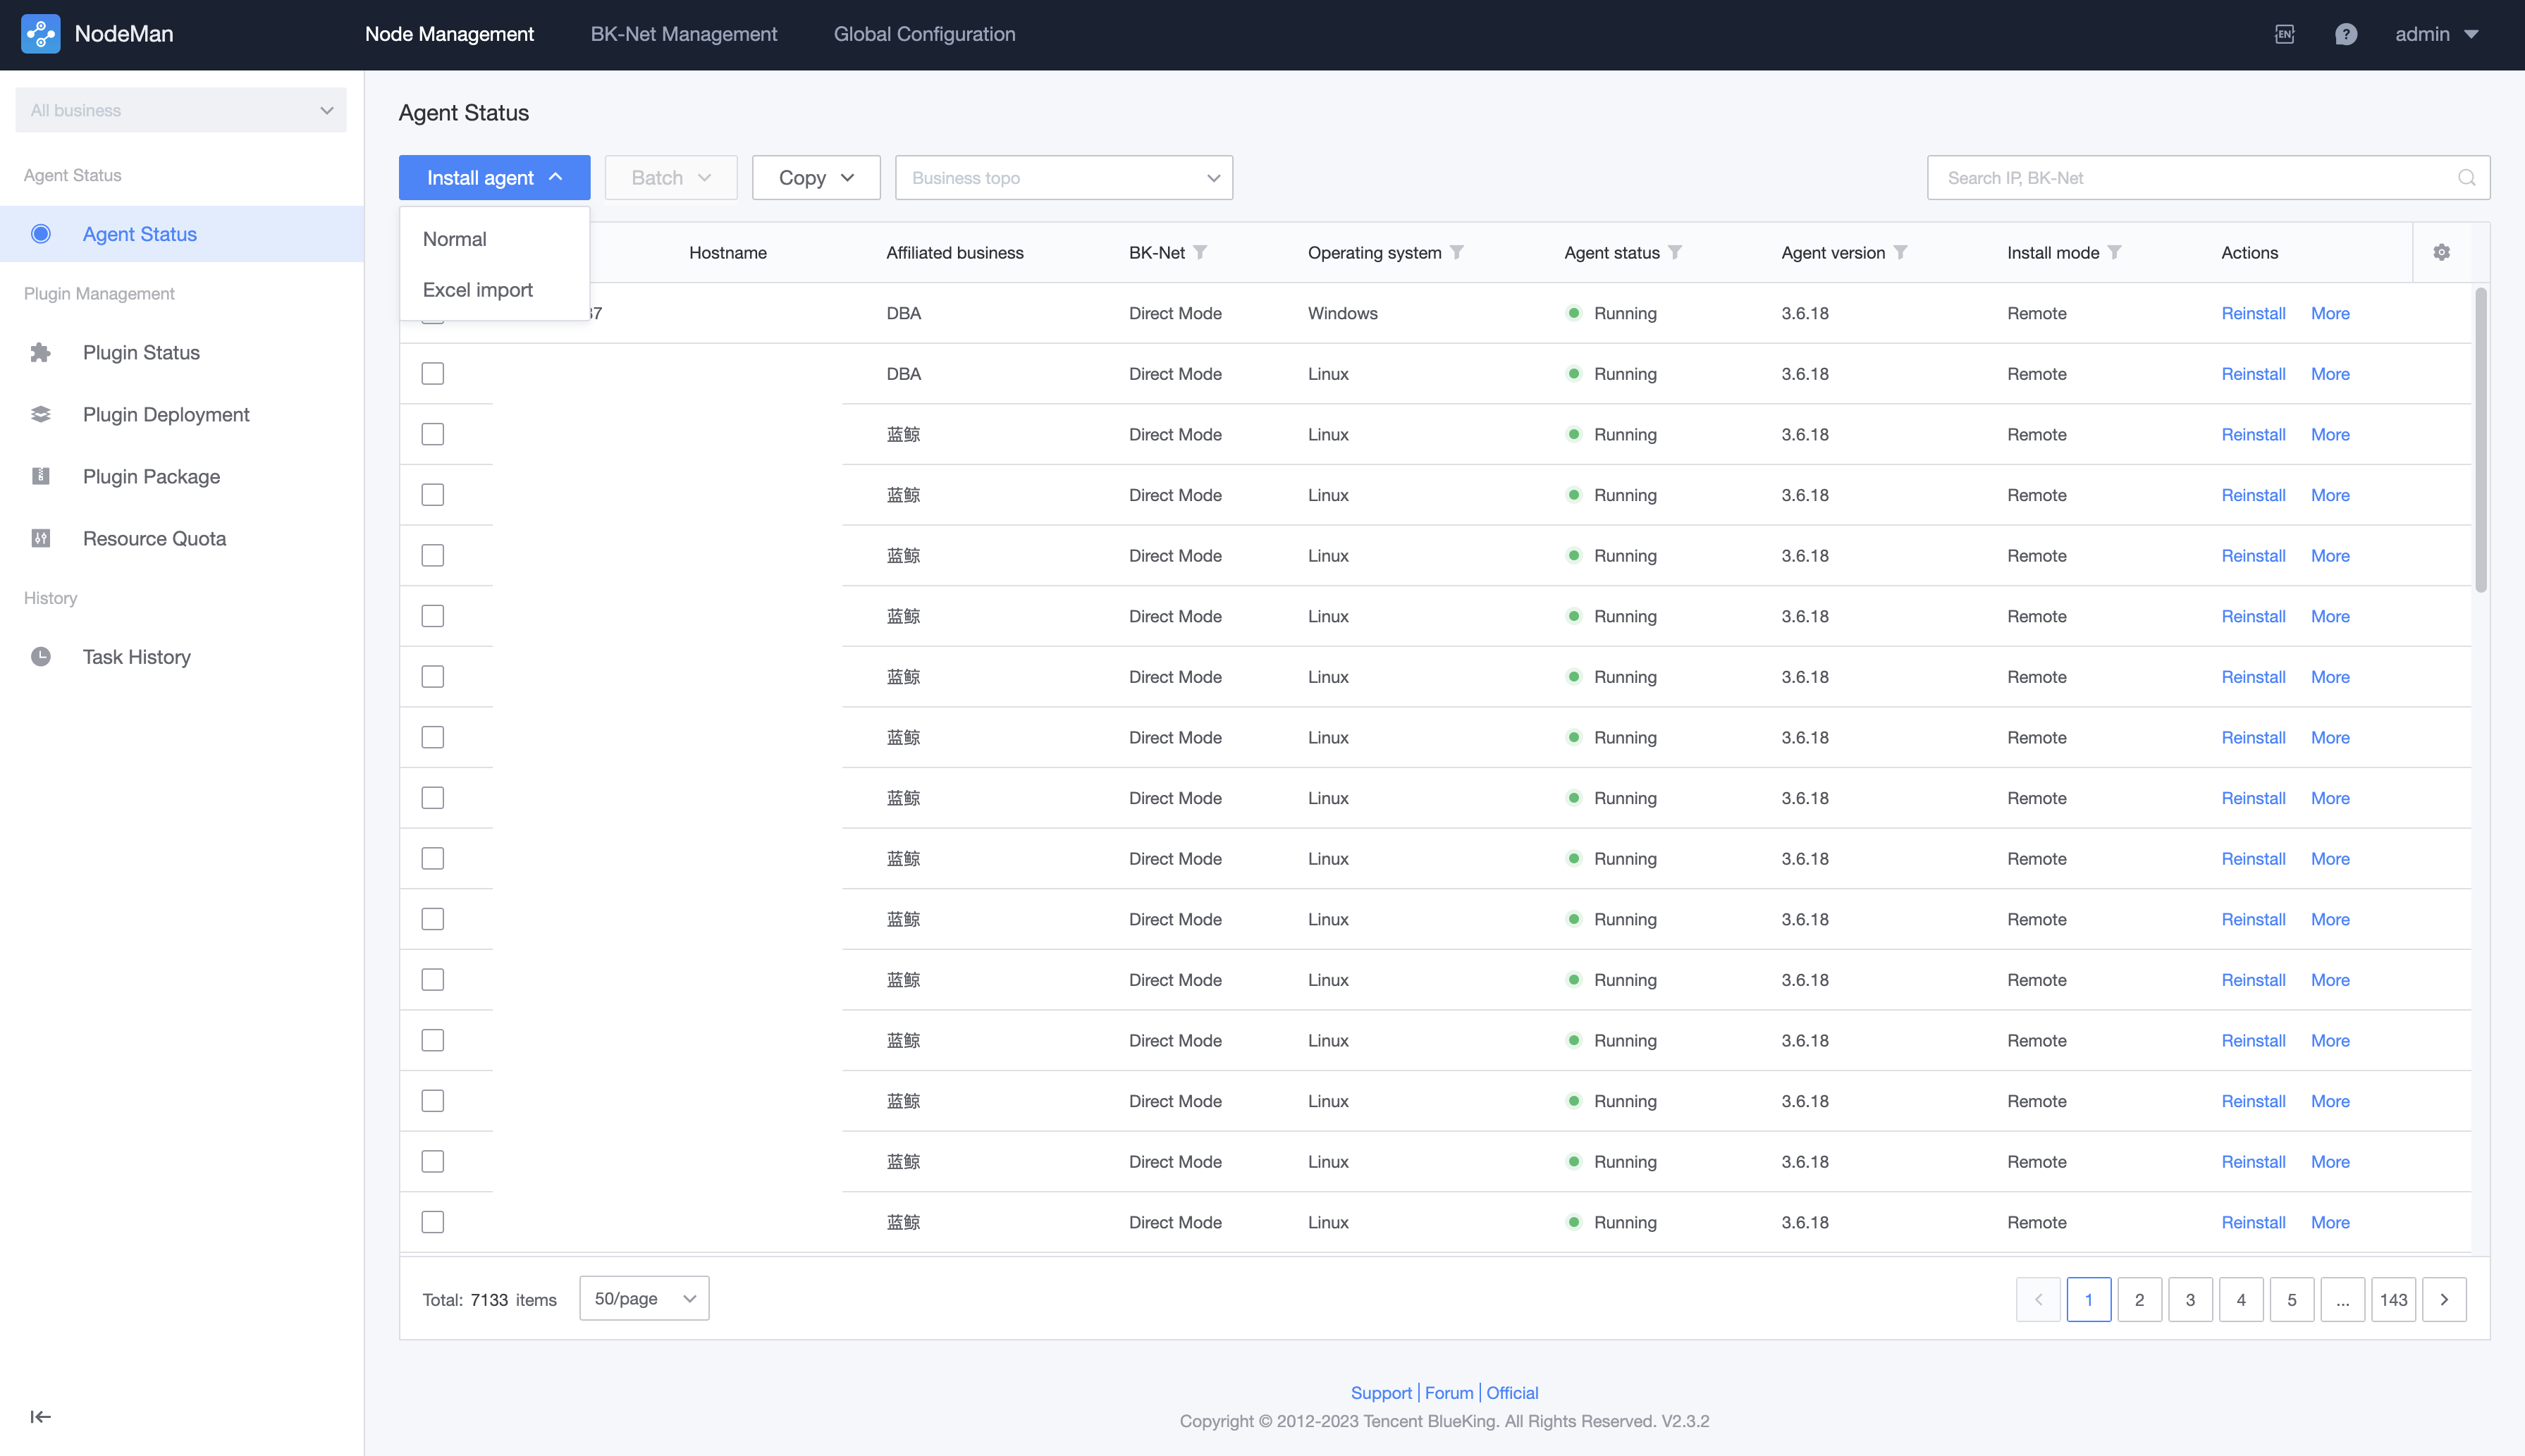 NodeMan
Node Management
BK-Net Management
Global Configuration
EN
?
admin
All business
Agent Status
Agent Status
Plugin Management
Plugin Status
Plugin Deployment
Plugin Package
Resource Quota
History
Task History
Agent Status
Install agent
Batch
Copy
Business topo
Search IP, BK-Net
Normal
Excel import
Hostname Affiliated business BK-Net Operating system Agent status Agent version Install mode Actions
37 DBA Direct Mode Windows Running 3.6.18 Remote Reinstall More
DBA Direct Mode Linux Running 3.6.18 Remote Reinstall More
蓝鲸 Direct Mode Linux Running 3.6.18 Remote Reinstall More
蓝鲸 Direct Mode Linux Running 3.6.18 Remote Reinstall More
蓝鲸 Direct Mode Linux Running 3.6.18 Remote Reinstall More
蓝鲸 Direct Mode Linux Running 3.6.18 Remote Reinstall More
蓝鲸 Direct Mode Linux Running 3.6.18 Remote Reinstall More
蓝鲸 Direct Mode Linux Running 3.6.18 Remote Reinstall More
蓝鲸 Direct Mode Linux Running 3.6.18 Remote Reinstall More
蓝鲸 Direct Mode Linux Running 3.6.18 Remote Reinstall More
蓝鲸 Direct Mode Linux Running 3.6.18 Remote Reinstall More
蓝鲸 Direct Mode Linux Running 3.6.18 Remote Reinstall More
蓝鲸 Direct Mode Linux Running 3.6.18 Remote Reinstall More
蓝鲸 Direct Mode Linux Running 3.6.18 Remote Reinstall More
蓝鲸 Direct Mode Linux Running 3.6.18 Remote Reinstall More
蓝鲸 Direct Mode Linux Running 3.6.18 Remote Reinstall More
Total: 7133 items 50/page 1 2 3 4 5 ... 143
Support | Forum | Official
Copyright © 2012-2023 Tencent BlueKing. All Rights Reserved. V2.3.2